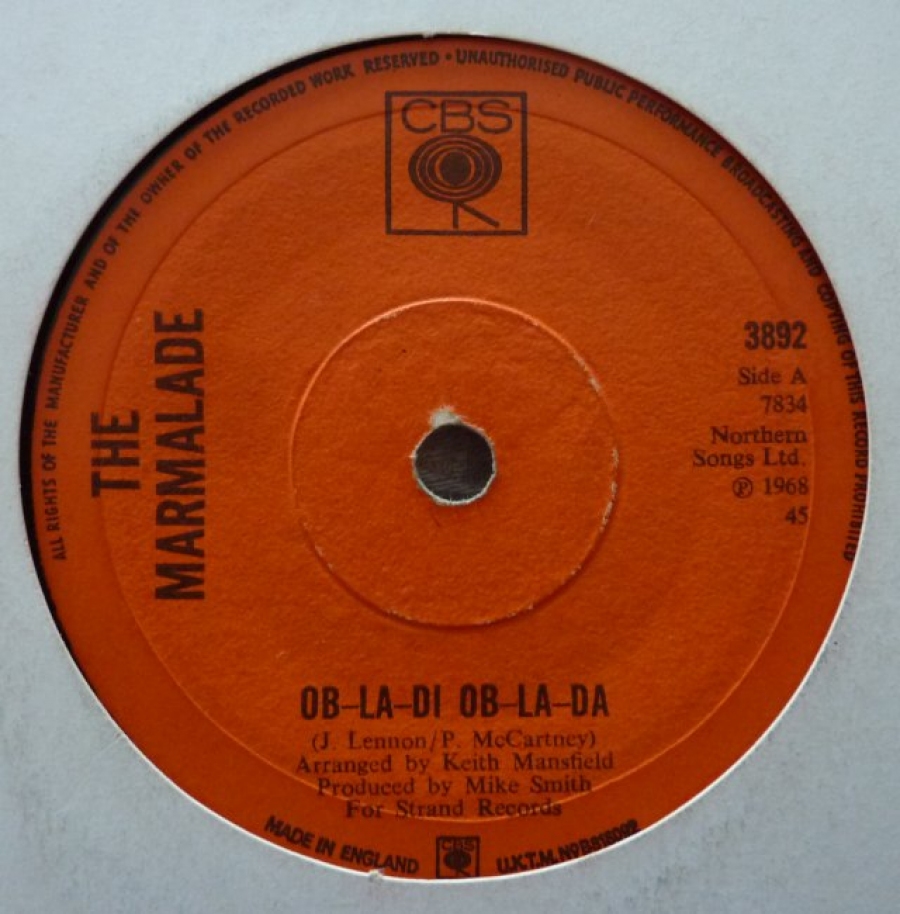 ALL RIGHTS OF THE MANUFACTURER AND OF THE OWNER OF THE RECORDED WORK RESERVED • UNAUTHORISED PUBLIC PERFORMANCE BROADCASTING AND COPYING OF THIS RECORD PROHIBITED
CBS
THE
MARMALADE
3892
Side A
7834
Northern
Songs Ltd.
℗ 1968
45
OB–LA–DI OB–LA–DA
(J. Lennon/P. McCartney)
Arranged by Keith Mansfield
Produced by Mike Smith
For Strand Records
MADE IN ENGLAND
CBS
U.K.T.M. No